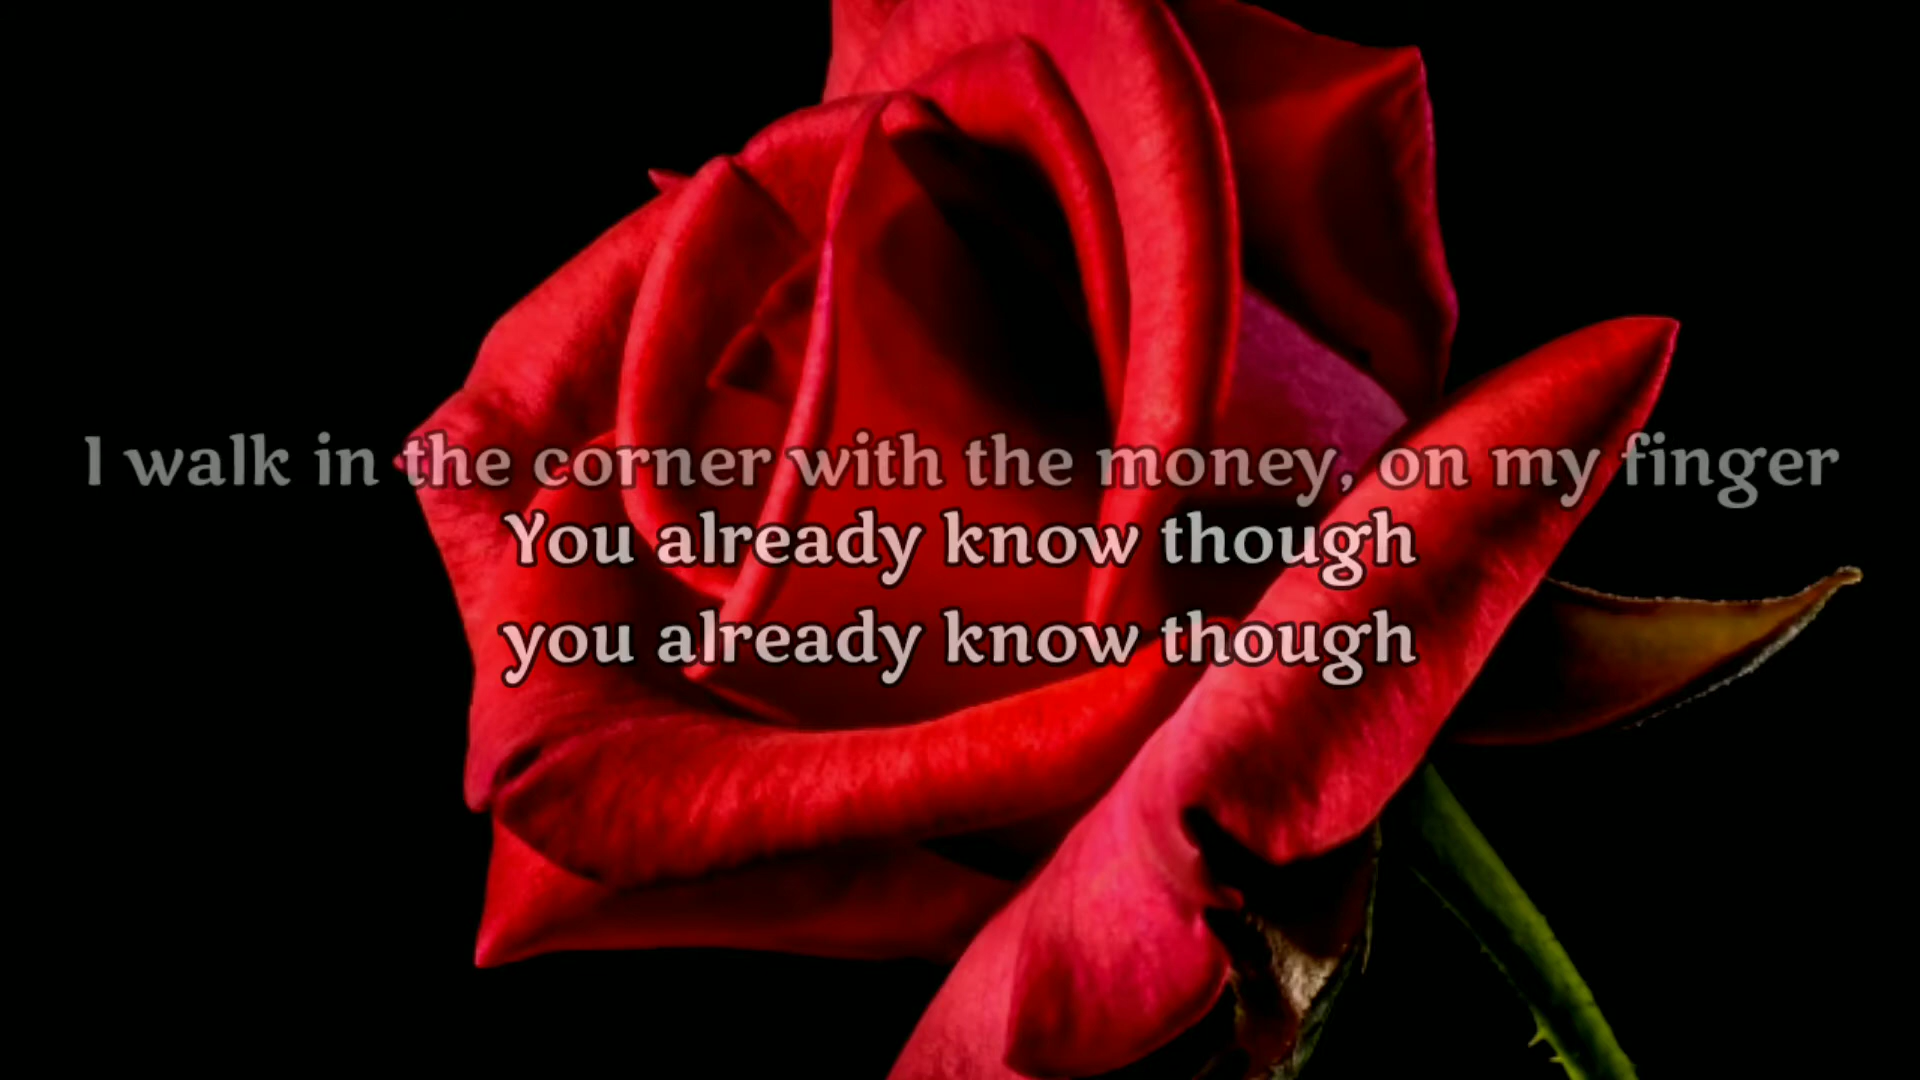 I walk in the corner with the money, on my finger
You already know though
you already know though